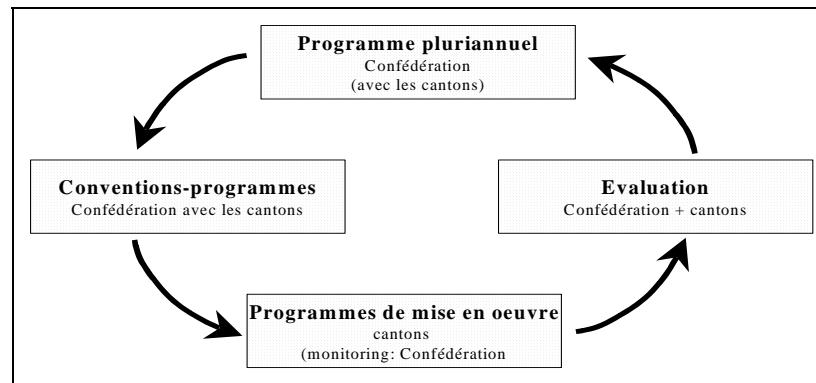 Programme pluriannuel
Confédération
(avec les cantons)
Conventions-programmes
Confédération avec les cantons
Evaluation
Confédération + cantons
Programmes de mise en oeuvre
cantons
(monitoring: Confédération